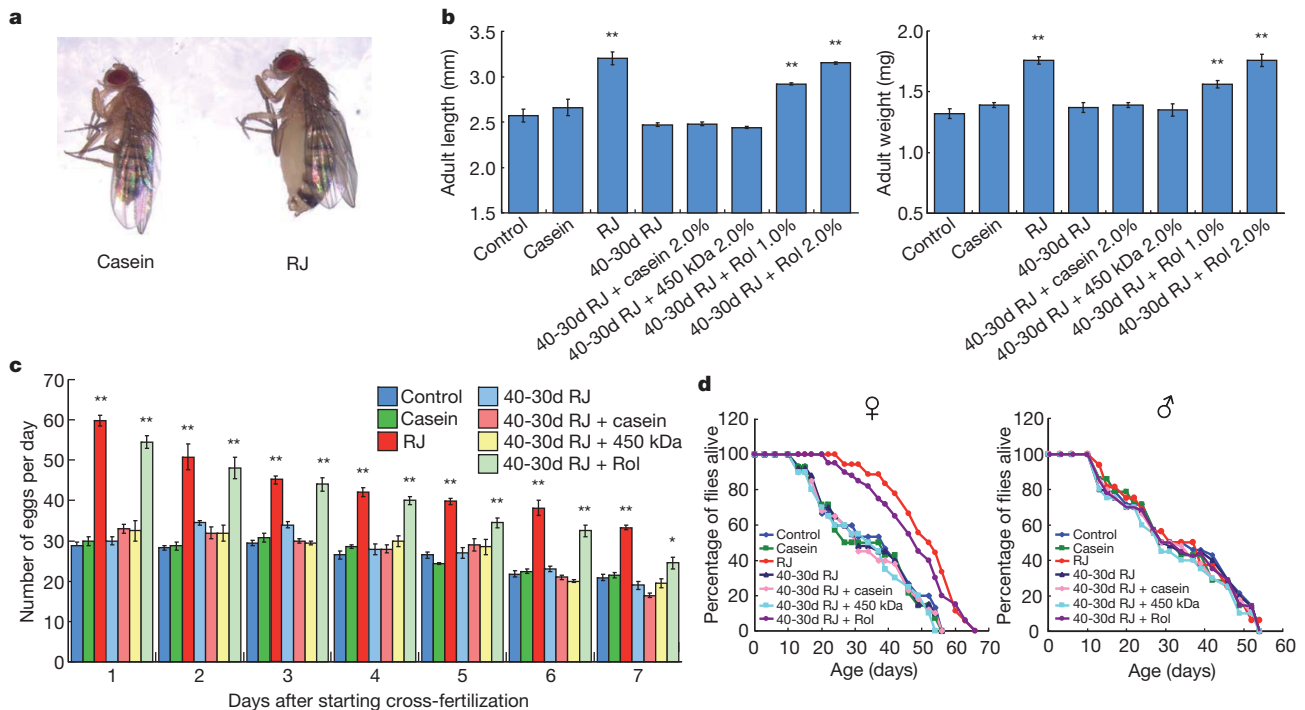 a
Casein
RJ
b
Adult length (mm)
3.5
3.0
2.5
2.0
1.5
Control
Casein
RJ
40-30d RJ
40-30d RJ + casein 2.0%
40-30d RJ + 450 kDa 2.0%
40-30d RJ + Rol 1.0%
40-30d RJ + Rol 2.0%
**
**
**
Adult weight (mg)
2.0
1.5
1.0
0.5
Control
Casein
RJ
40-30d RJ
40-30d RJ + casein 2.0%
40-30d RJ + 450 kDa 2.0%
40-30d RJ + Rol 1.0%
40-30d RJ + Rol 2.0%
**
**
**
c
Number of eggs per day
70
60
50
40
30
20
10
0
Control
Casein
RJ
40-30d RJ
40-30d RJ + casein
40-30d RJ + 450 kDa
40-30d RJ + Rol
**
**
**
**
**
**
**
**
**
**
**
**
**
*
1 2 3 4 5 6 7
Days after starting cross-fertilization
d
♀
Percentage of flies alive
120
100
80
60
40
20
0
Control
Casein
RJ
40-30d RJ
40-30d RJ + casein
40-30d RJ + 450 kDa
40-30d RJ + Rol
0 10 20 30 40 50 60 70
Age (days)
♂
Percentage of flies alive
120
100
80
60
40
20
0
Control
Casein
RJ
40-30d RJ
40-30d RJ + casein
40-30d RJ + 450 kDa
40-30d RJ + Rol
0 10 20 30 40 50 60
Age (days)